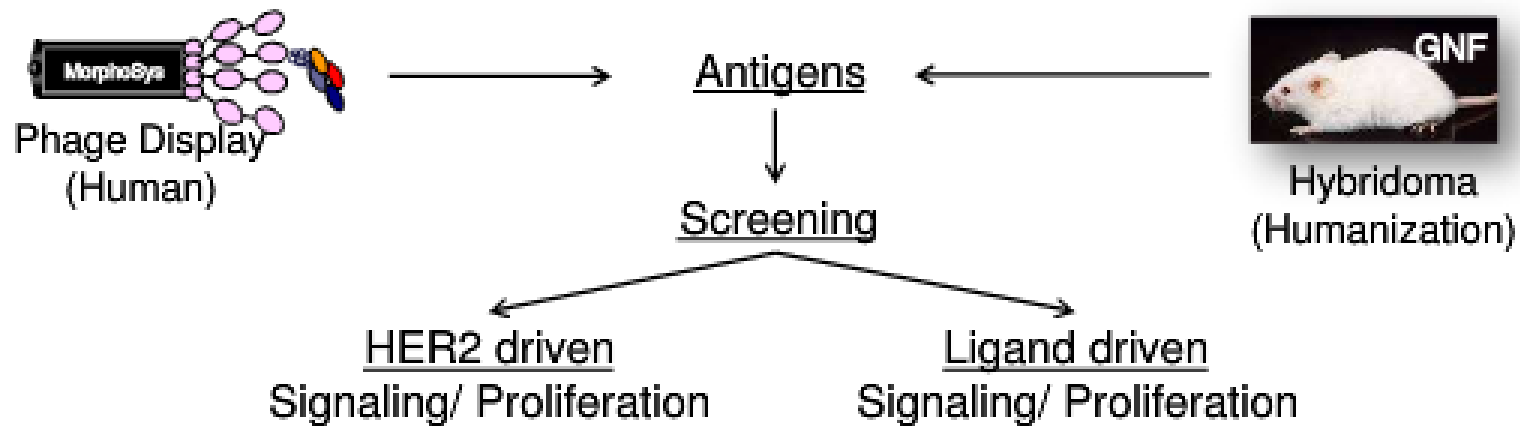 MorphoSys
Phage Display
(Human)
Antigens
GNF
Hybridoma
(Humanization)
Screening
HER2 driven
Signaling/ Proliferation
Ligand driven
Signaling/ Proliferation